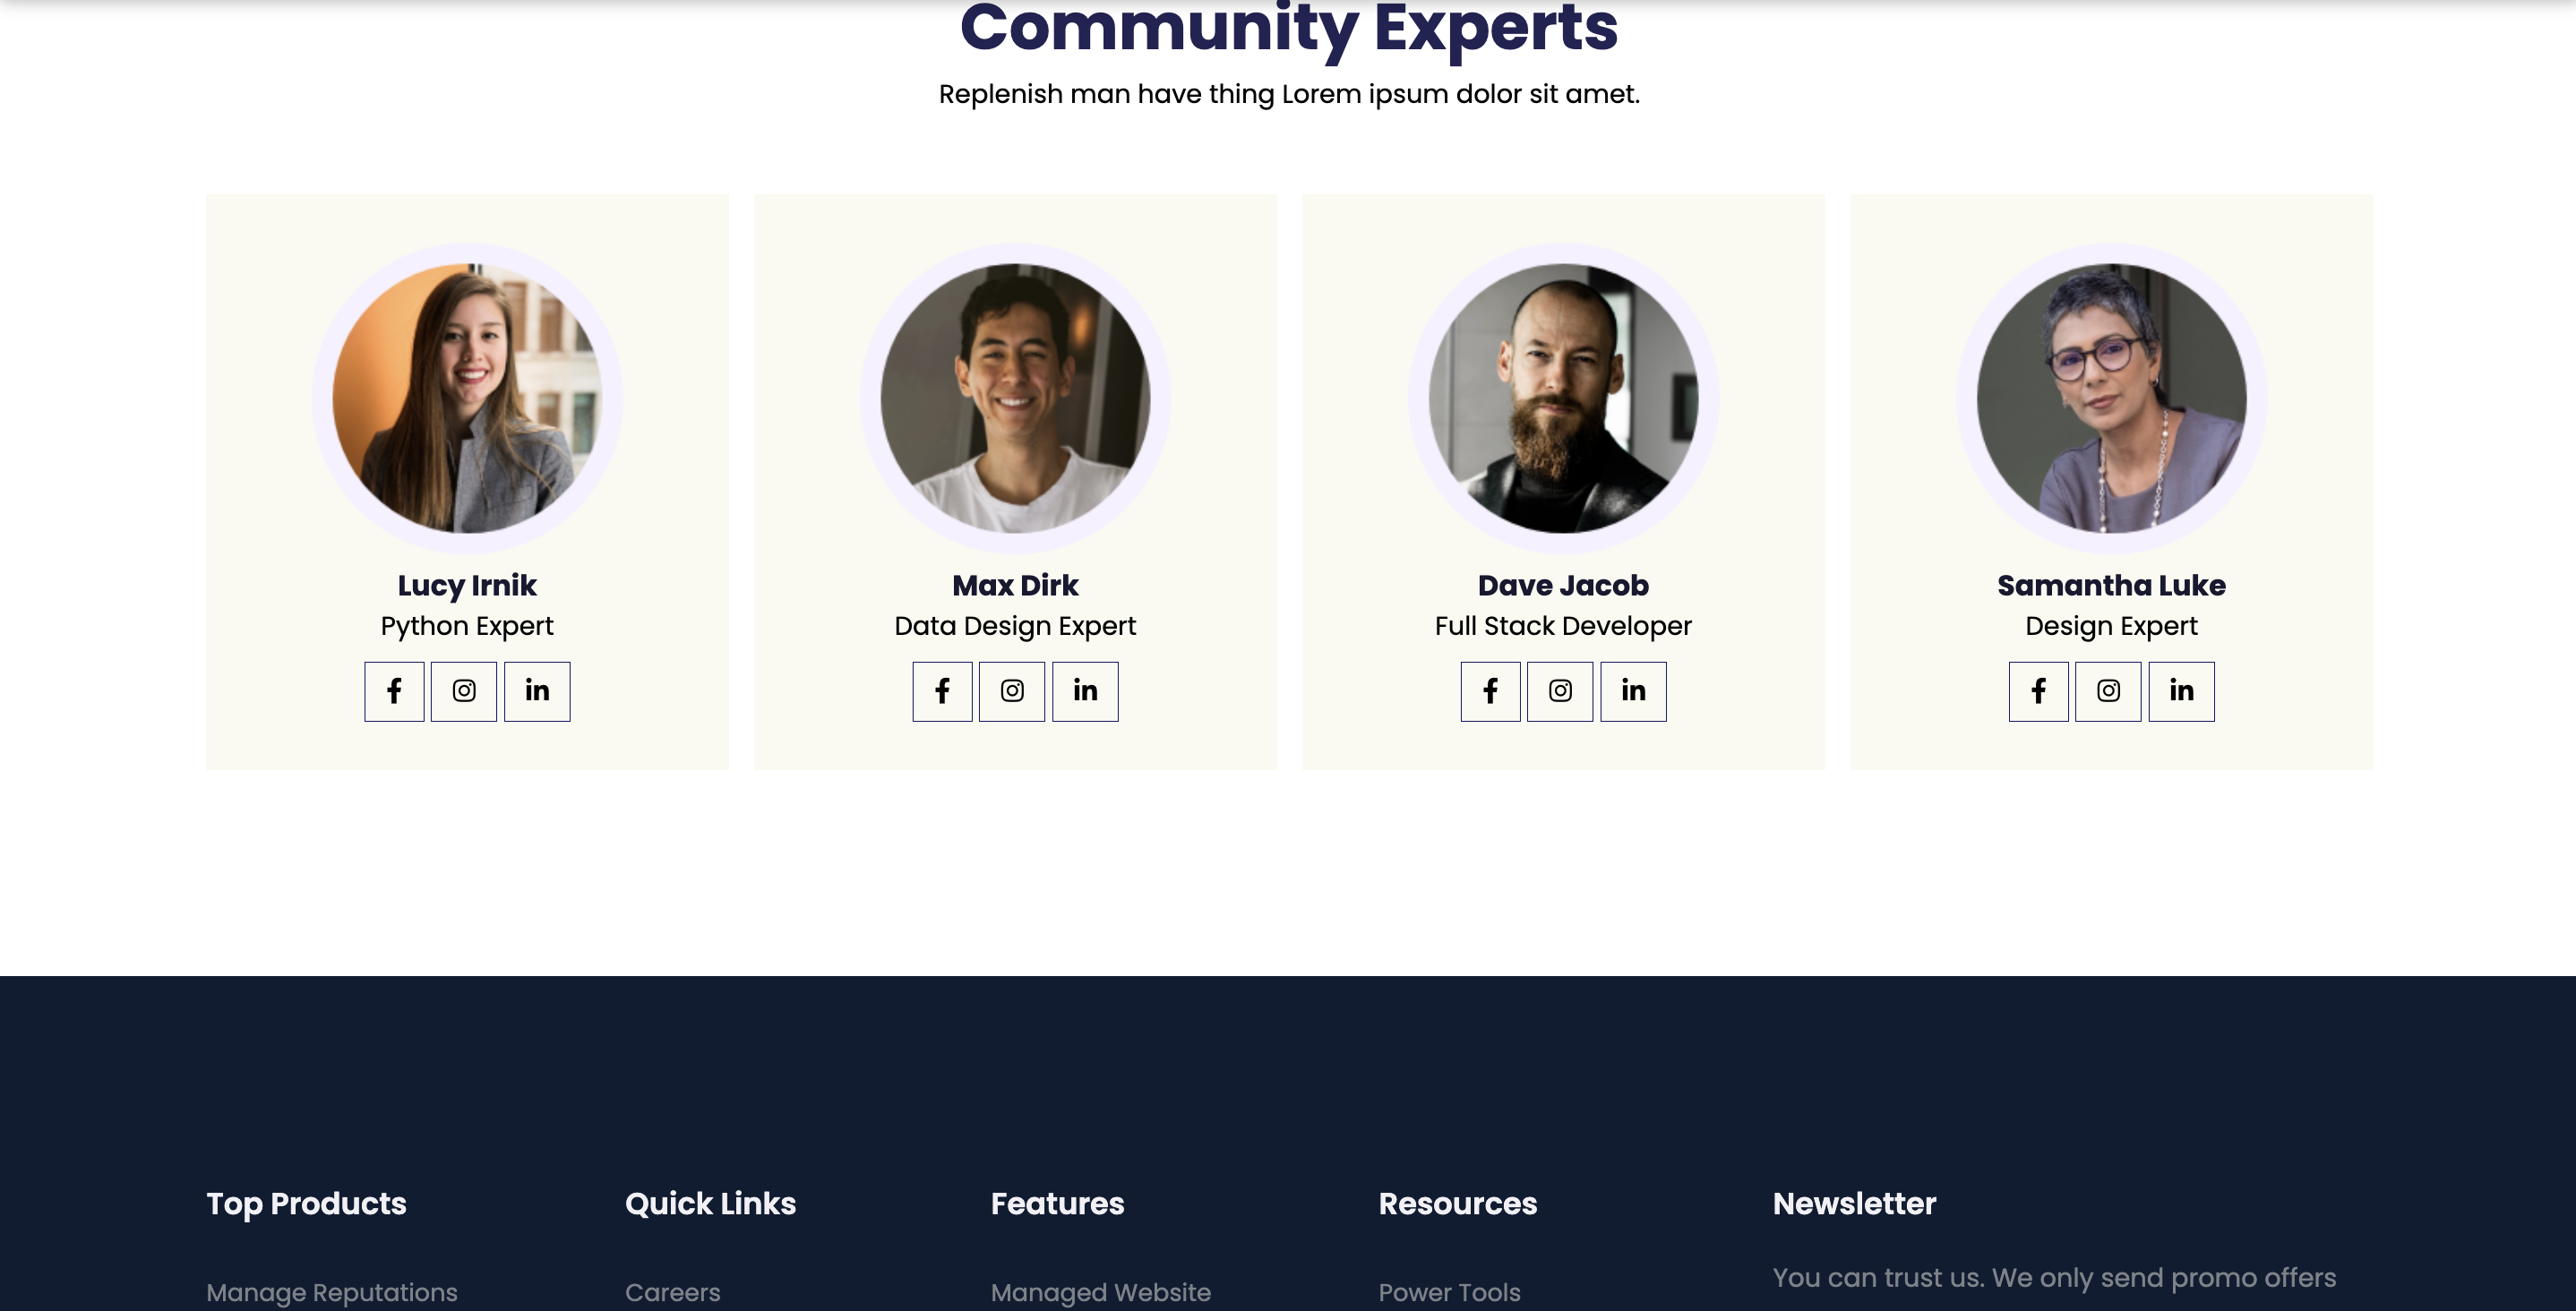 Community Experts
Replenish man have thing Lorem ipsum dolor sit amet.
Lucy Irnik
Python Expert
Max Dirk
Data Design Expert
Dave Jacob
Full Stack Developer
Samantha Luke
Design Expert
Top Products
Manage Reputations
Quick Links
Careers
Features
Managed Website
Resources
Power Tools
Newsletter
You can trust us. We only send promo offers